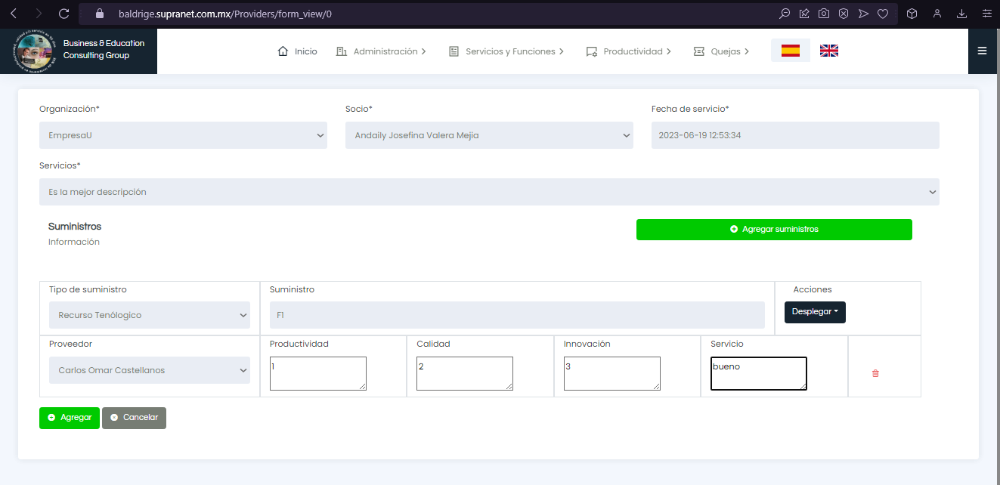 baldrige.supranet.com.mx/Providers/form_view/0
Business & Education
Consulting Group
Inicio
Administración
Servicios y Funciones
Productividad
Quejas
Organización*
Socio*
Fecha de servicio*
EmpresaU
Andaily Josefina Valera Mejia
2023-06-19 12:53:34
Servicios*
Es la mejor descripción
Suministros
Información
Agregar suministros
Tipo de suministro
Suministro
Acciones
Recurso Tenólogico
F1
Desplegar
Proveedor
Productividad
Calidad
Innovación
Servicio
Carlos Omar Castellanos
1
2
3
bueno
Agregar
Cancelar